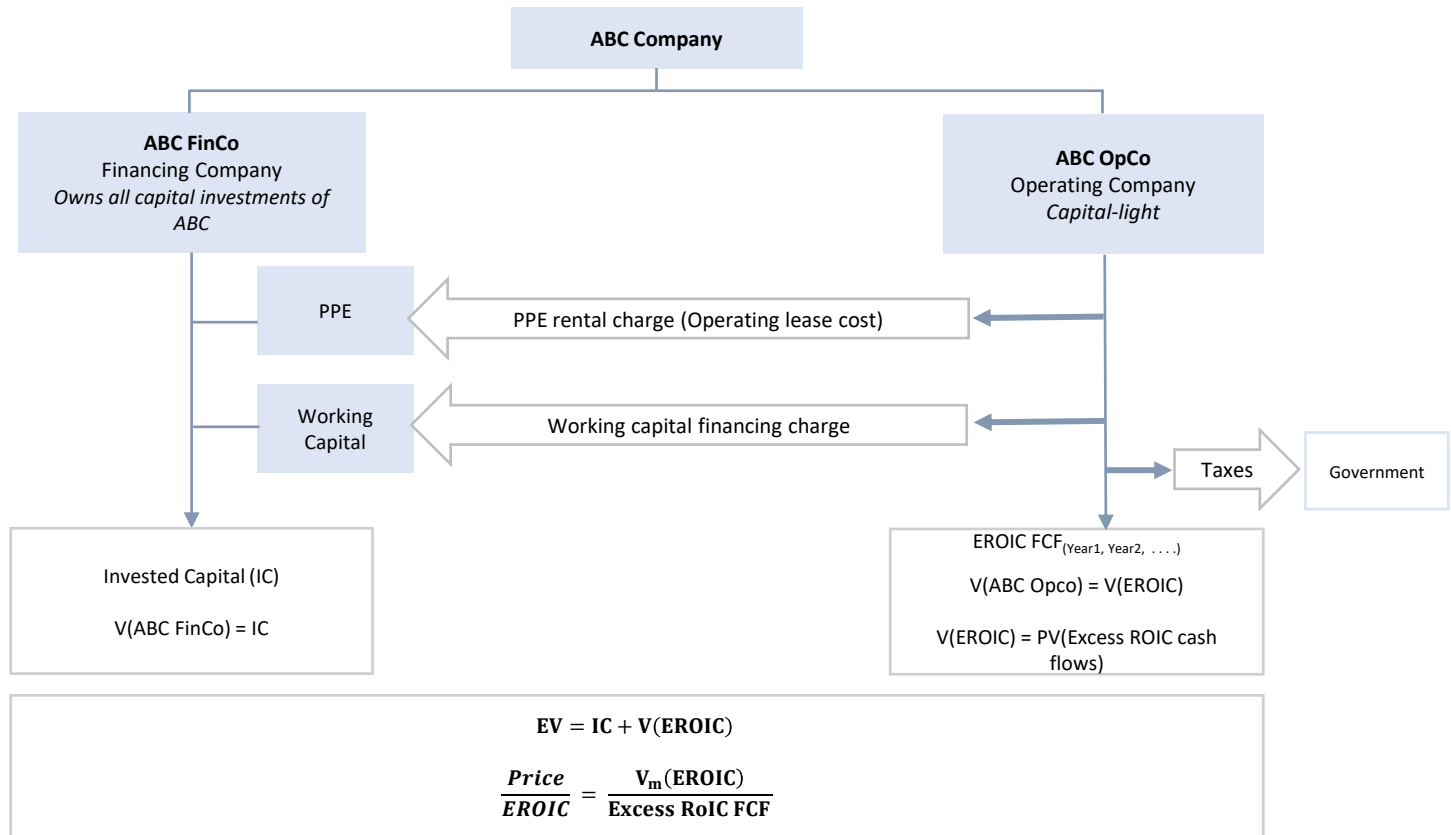 ABC Company
ABC FinCo
Financing Company
Owns all capital investments of
ABC
ABC OpCo
Operating Company
Capital-light
PPE
PPE rental charge (Operating lease cost)
Working
Capital
Working capital financing charge
Taxes
Government
Invested Capital (IC)
V(ABC FinCo) = IC
EROIC FCF(Year1, Year2, . . . .)
V(ABC Opco) = V(EROIC)
V(EROIC) = PV(Excess ROIC cash
flows)
EV = IC + V(EROIC)
Price / EROIC = Vm(EROIC) / Excess RoIC FCF